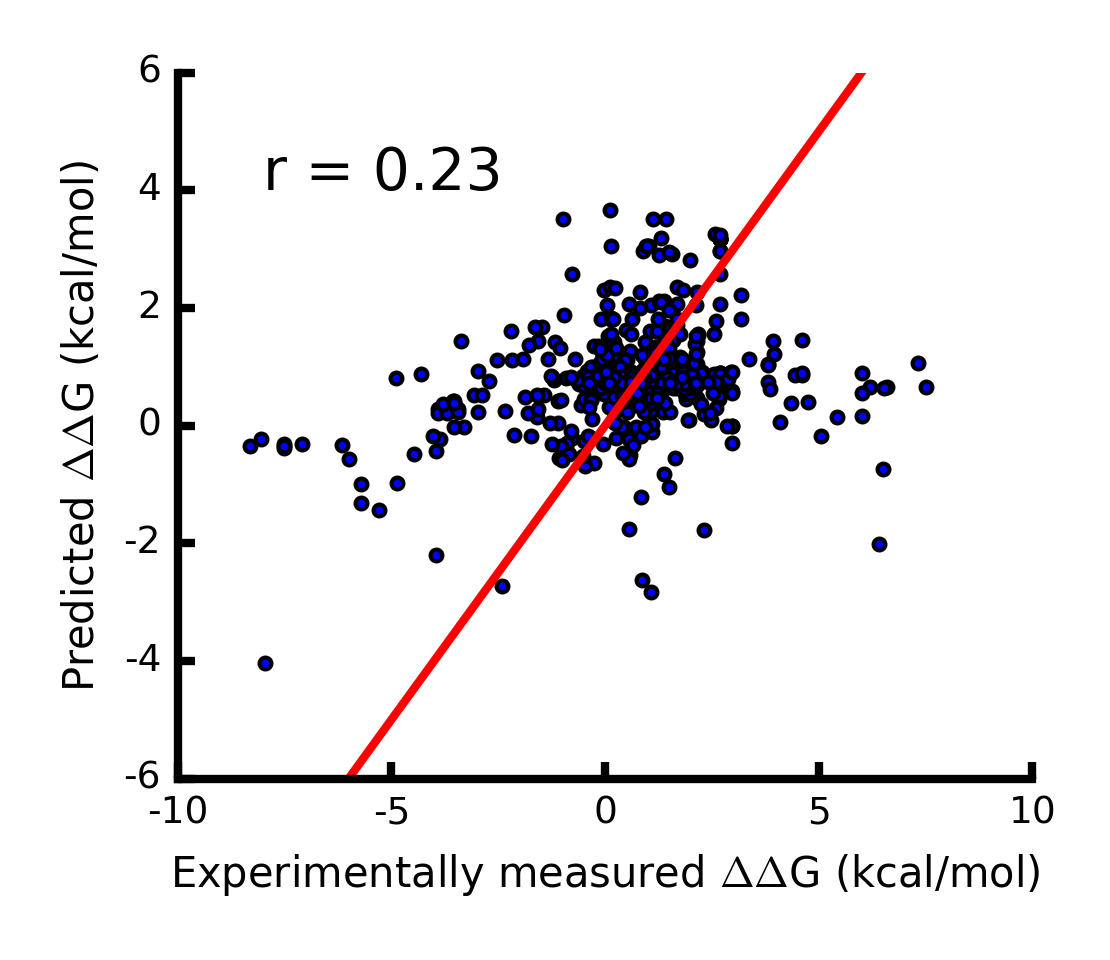 6
r = 0.23
4
2
0
-2
-4
-6
Predicted ΔΔG (kcal/mol)
-10 -5 0 5 10
Experimentally measured ΔΔG (kcal/mol)